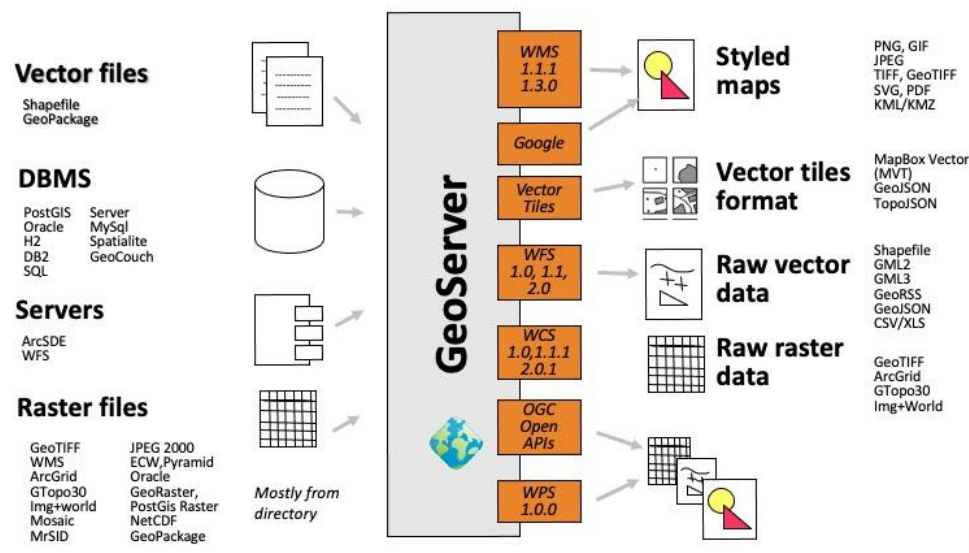 Vector files
Shapefile
GeoPackage
DBMS
PostGIS
Oracle
H2
DB2
SQL
Server
MySql
Spatialite
GeoCouch
Servers
ArcSDE
WFS
Raster files
GeoTIFF
WMS
ArcGrid
GTopo30
Img+world
Mosaic
MrSID
JPEG 2000
ECW,Pyramid
Oracle
GeoRaster,
PostGis Raster
NetCDF
GeoPackage
Mostly from
directory
GeoServer
WMS
1.1.1
1.3.0
Google
Vector
Tiles
WFS
1.0, 1.1,
2.0
WCS
1.0,1.1.1
2.0.1
OGC
Open
APIs
WPS
1.0.0
Styled
maps
PNG, GIF
JPEG
TIFF, GeoTIFF
SVG, PDF
KML/KMZ
Vector tiles
format
MapBox Vector
(MVT)
GeoJSON
TopoJSON
Raw vector
data
Shapefile
GML2
GML3
GeoRSS
GeoJSON
CSV/XLS
Raw raster
data
GeoTIFF
ArcGrid
GTopo30
Img+World